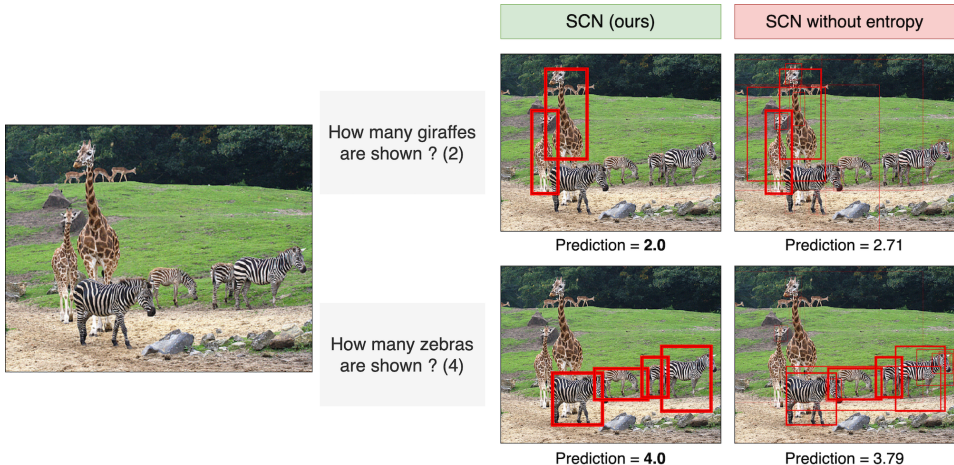 SCN (ours)
SCN without entropy
How many giraffes
are shown ? (2)
Prediction = 2.0
Prediction = 2.71
How many zebras
are shown ? (4)
Prediction = 4.0
Prediction = 3.79